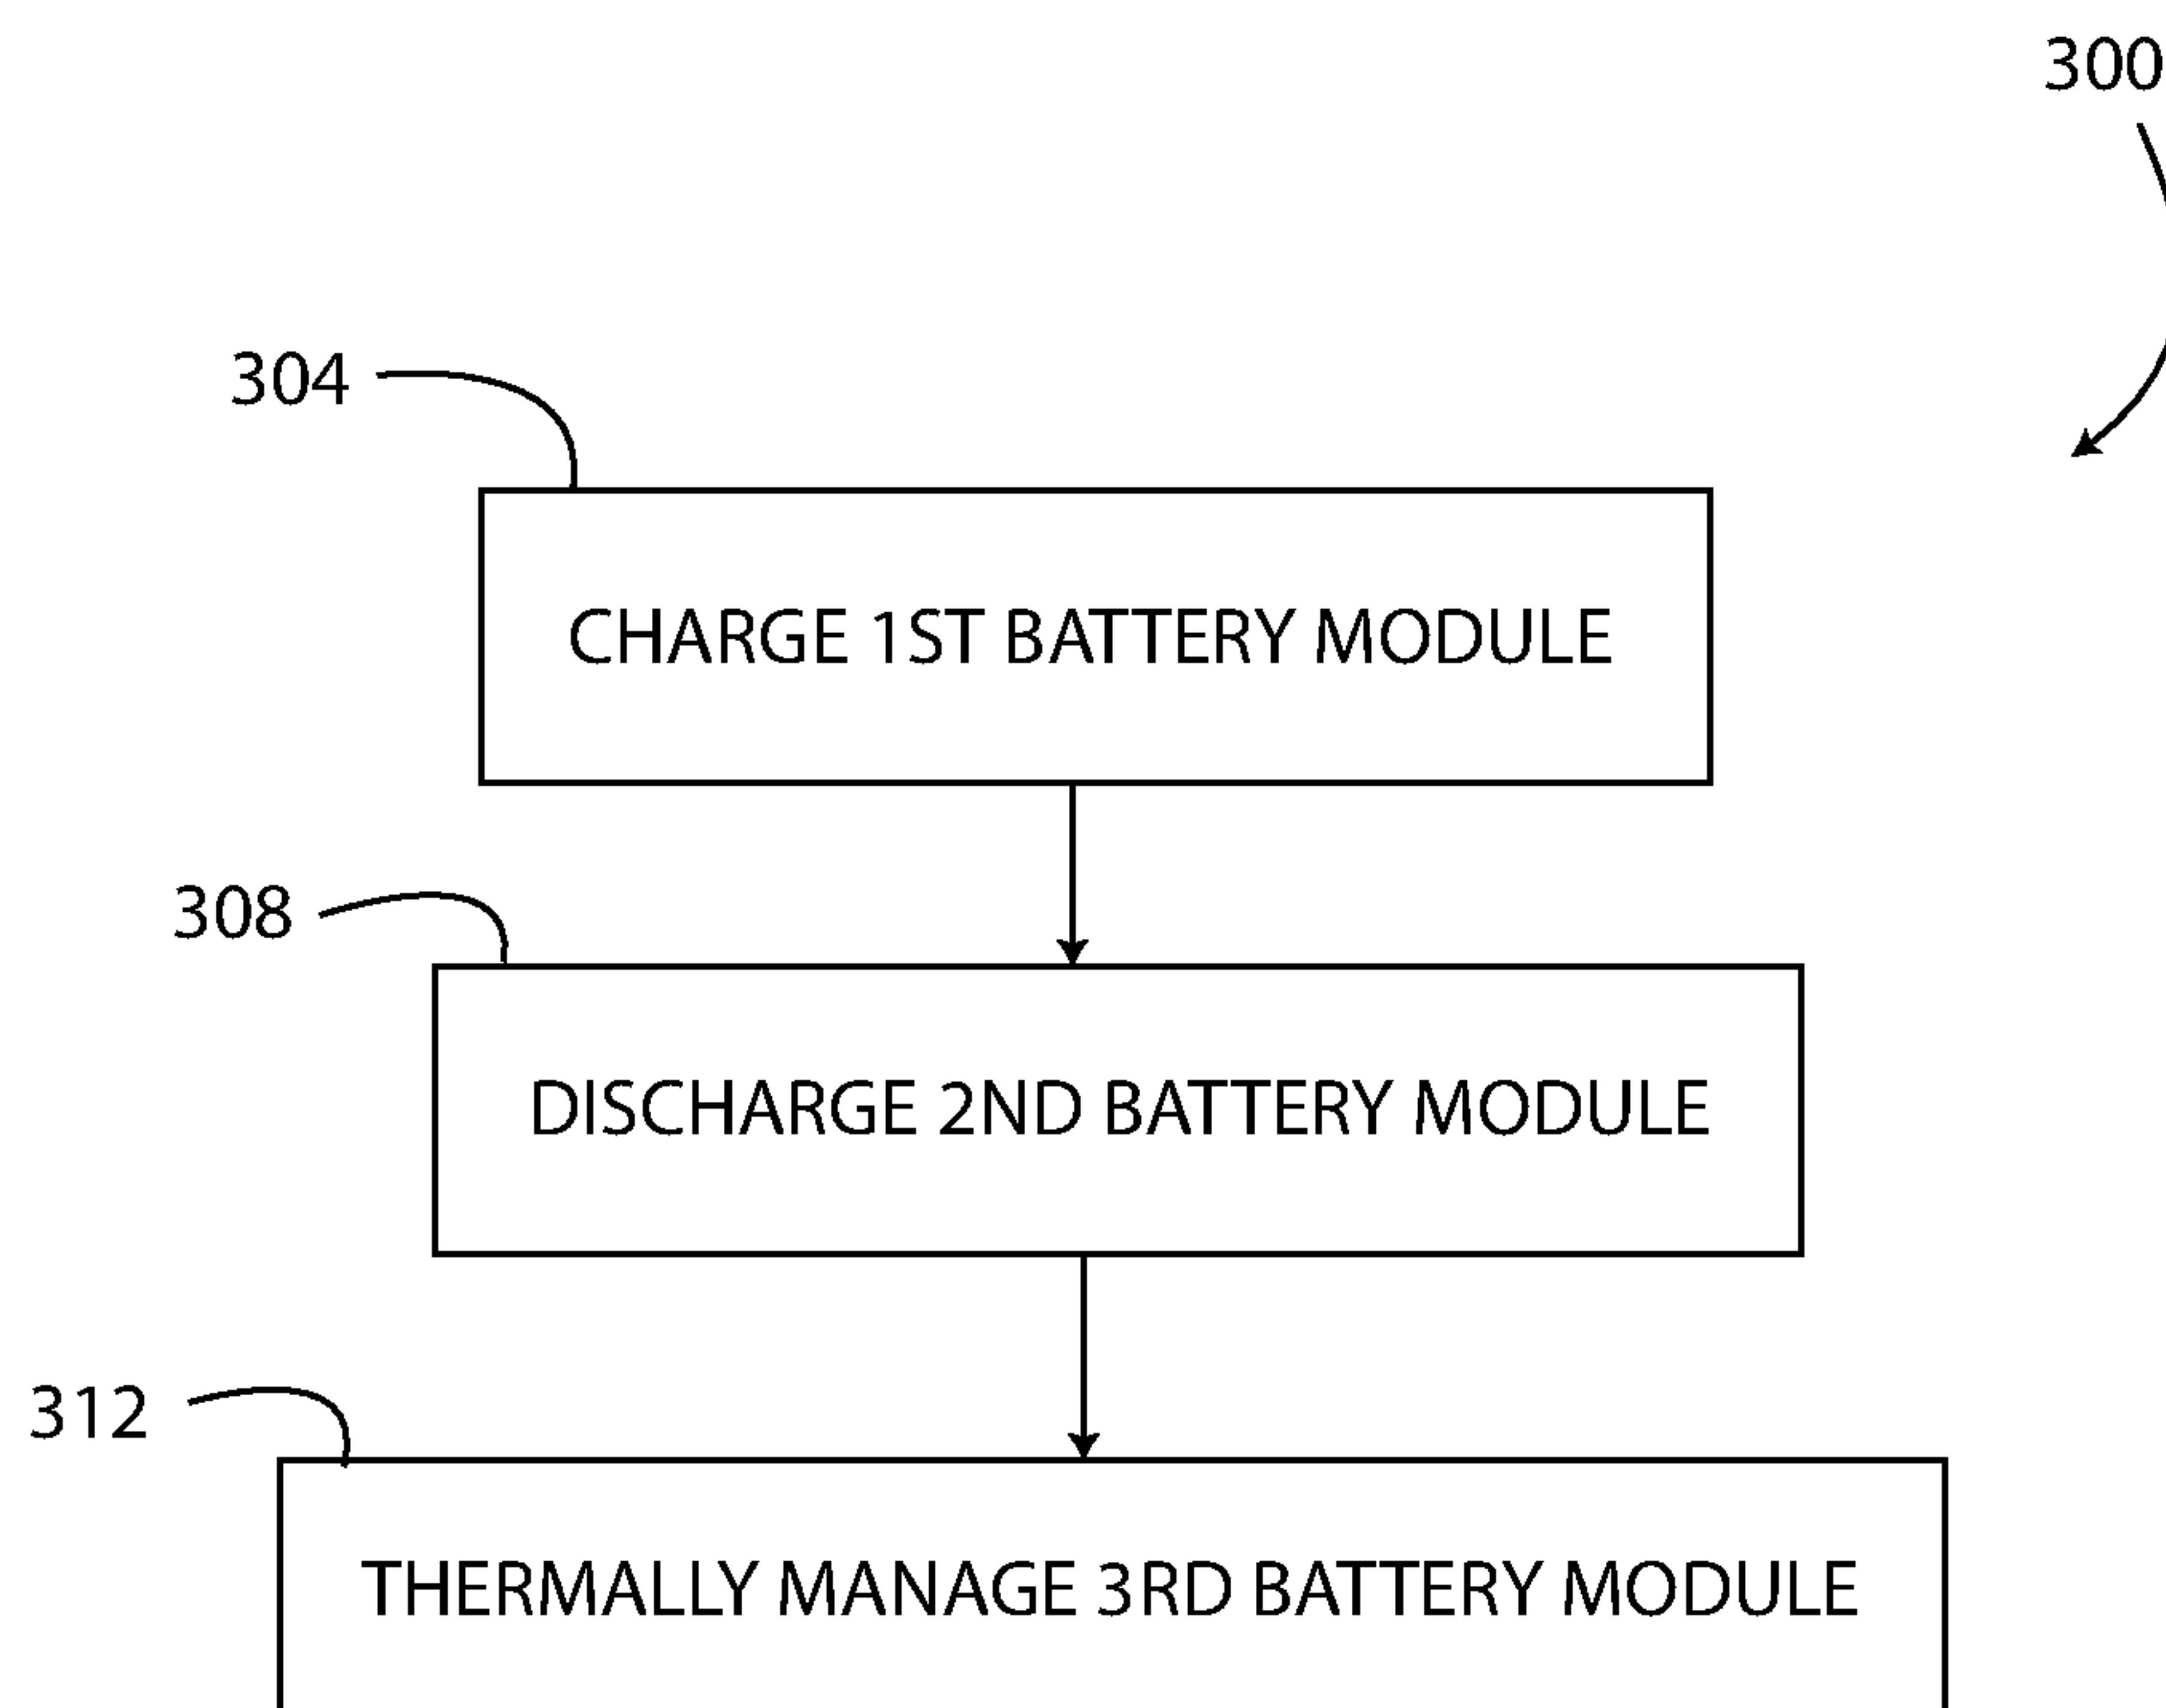 300
304
CHARGE 1ST BATTERY MODULE
308
DISCHARGE 2ND BATTERY MODULE
312
THERMALLY MANAGE 3RD BATTERY MODULE